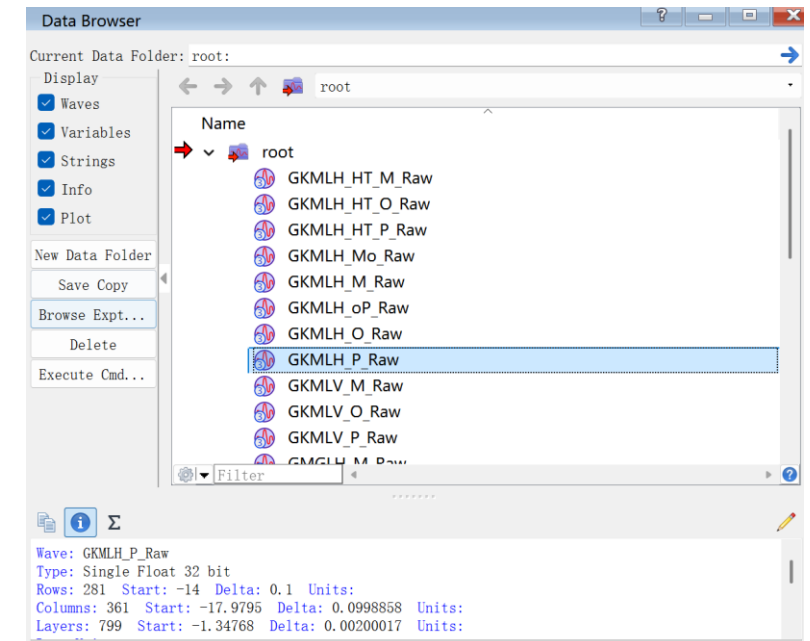 Data Browser
?
Current Data Folder: root:
Display
Waves
Variables
Strings
Info
Plot
New Data Folder
Save Copy
Browse Expt...
Delete
Execute Cmd...
root
Name
root
GKMLH_HT_M_Raw
GKMLH_HT_O_Raw
GKMLH_HT_P_Raw
GKMLH_Mo_Raw
GKMLH_M_Raw
GKMLH_oP_Raw
GKMLH_O_Raw
GKMLH_P_Raw
GKMLV_M_Raw
GKMLV_O_Raw
GKMLV_P_Raw
GMGLH_M_Raw
Filter
?
Wave: GKMLH_P_Raw
Type: Single Float 32 bit
Rows: 281 Start: -14 Delta: 0.1 Units:
Columns: 361 Start: -17.9795 Delta: 0.0998858 Units:
Layers: 799 Start: -1.34768 Delta: 0.00200017 Units: